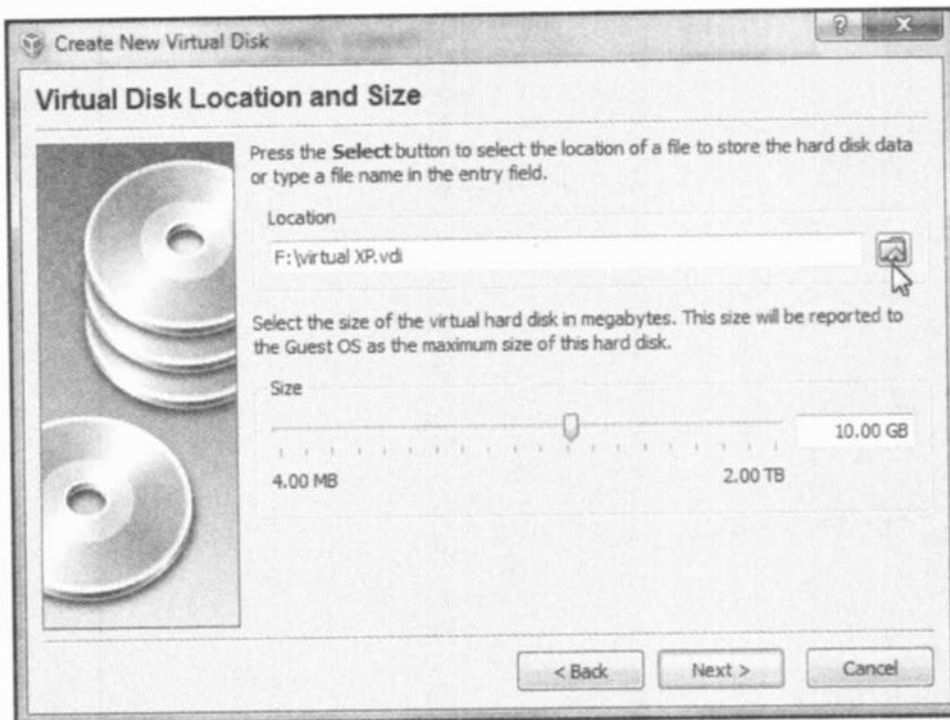 Create New Virtual Disk
Virtual Disk Location and Size
Press the Select button to select the location of a file to store the hard disk data
or type a file name in the entry field.
Location
F:\virtual XP.vdi
Select the size of the virtual hard disk in megabytes. This size will be reported to
the Guest OS as the maximum size of this hard disk.
Size
10.00 GB
4.00 MB
2.00 TB
< Back
Next >
Cancel